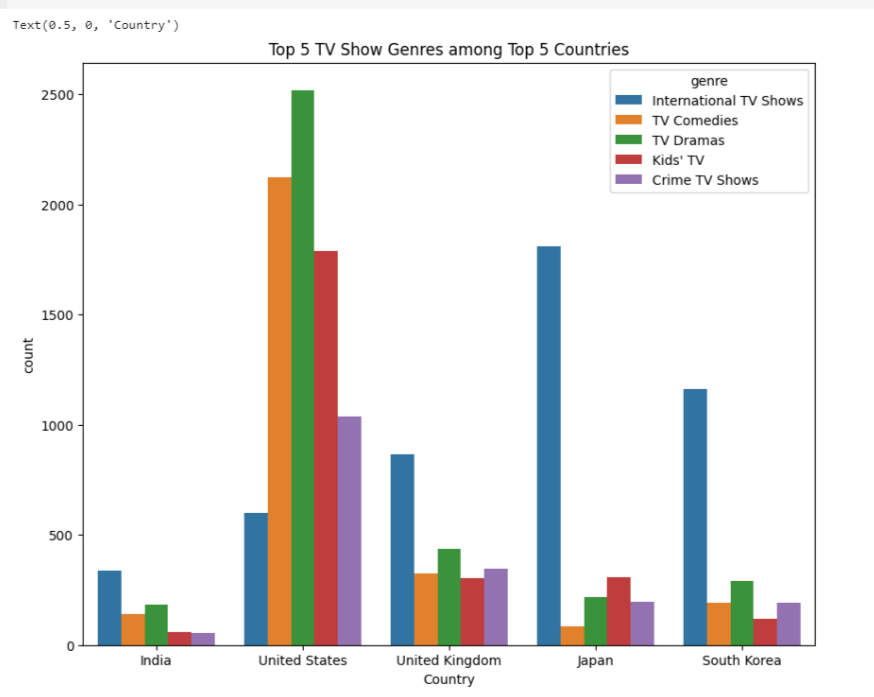 Text(0.5, 0, 'Country')
Top 5 TV Show Genres among Top 5 Countries
genre
International TV Shows
TV Comedies
TV Dramas
Kids' TV
Crime TV Shows
count
2500
2000
1500
1000
500
0
India
United States
United Kingdom
Japan
South Korea
Country